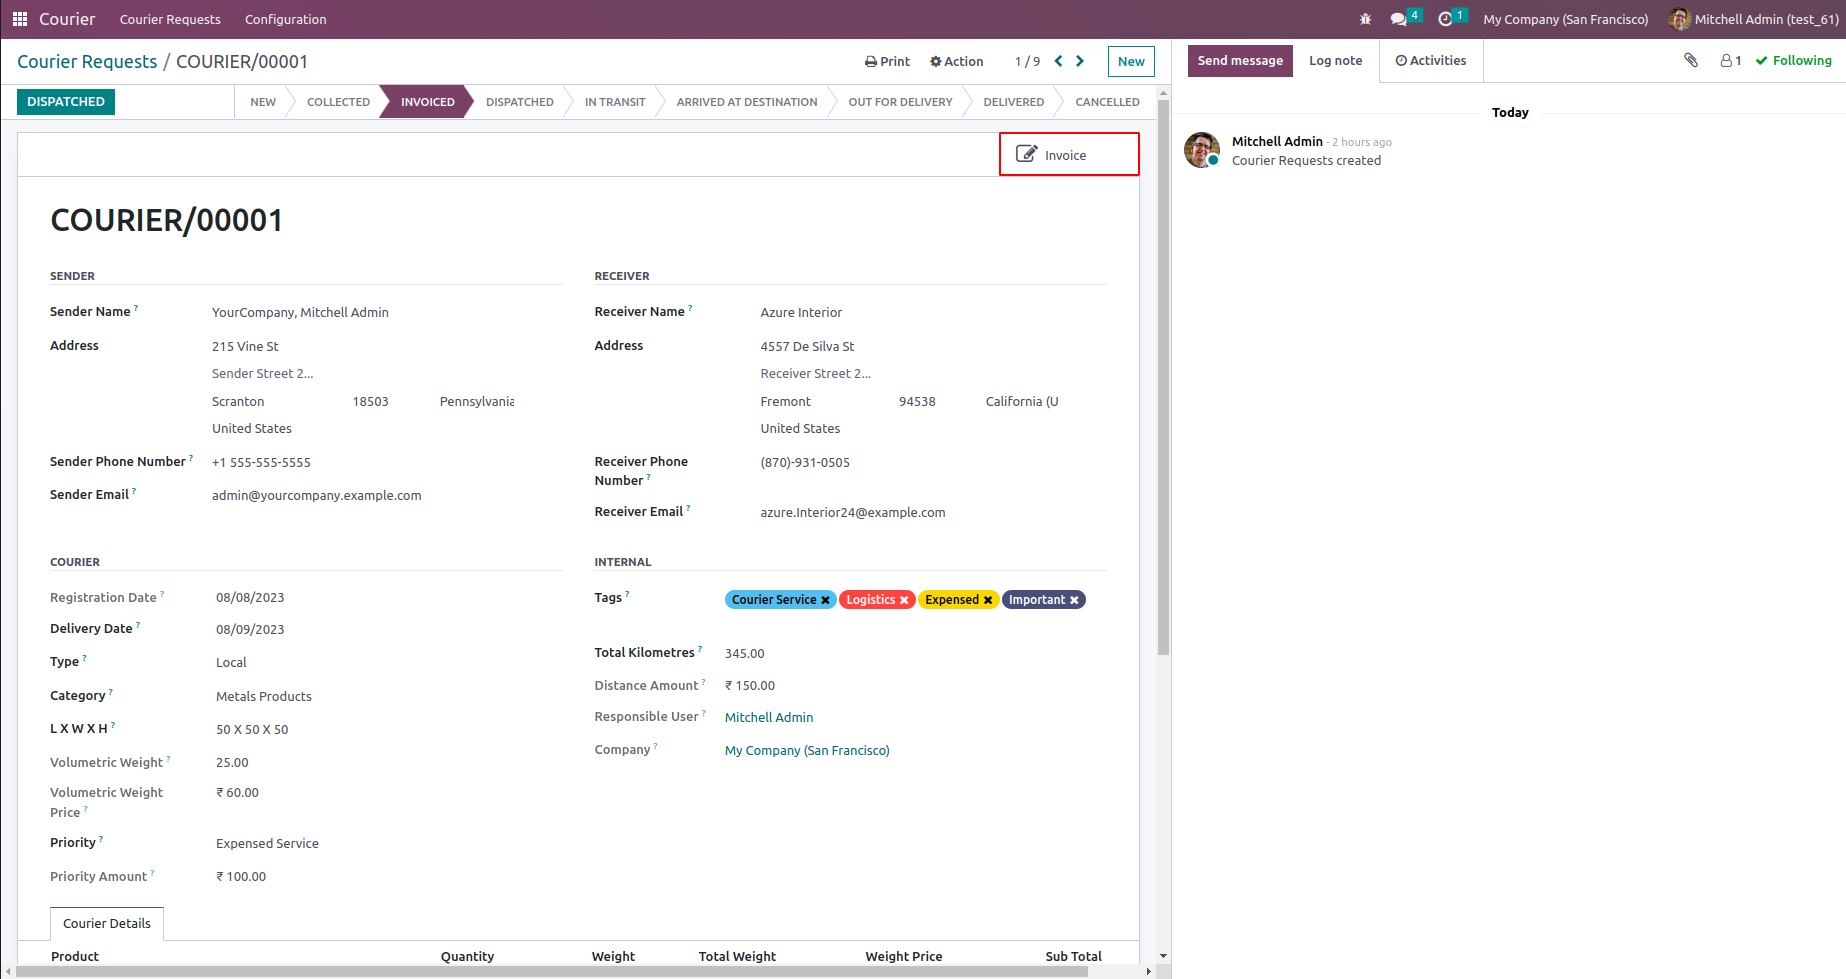 Courier Courier Requests Configuration 4 1 My Company (San Francisco) Mitchell Admin (test_61)
Courier Requests / COURIER/00001 Print Action 1 / 9 New Send message Log note Activities 1 Following
DISPATCHED NEW COLLECTED INVOICED DISPATCHED IN TRANSIT ARRIVED AT DESTINATION OUT FOR DELIVERY DELIVERED CANCELLED
Today
Mitchell Admin - 2 hours ago
Courier Requests created
Invoice
COURIER/00001
SENDER
Sender Name ? YourCompany, Mitchell Admin
Address 215 Vine St
Sender Street 2...
Scranton 18503 Pennsylvania
United States
Sender Phone Number ? +1 555-555-5555
Sender Email ? admin@yourcompany.example.com
RECEIVER
Receiver Name ? Azure Interior
Address 4557 De Silva St
Receiver Street 2...
Fremont 94538 California (U
United States
Receiver Phone (870)-931-0505
Number ?
Receiver Email ? azure.Interior24@example.com
COURIER
Registration Date ? 08/08/2023
Delivery Date ? 08/09/2023
Type ? Local
Category ? Metals Products
L X W X H ? 50 X 50 X 50
Volumetric Weight ? 25.00
Volumetric Weight ₹ 60.00
Price ?
Priority ? Expensed Service
Priority Amount ? ₹ 100.00
INTERNAL
Tags ? Courier Service Logistics Expensed Important
Total Kilometres ? 345.00
Distance Amount ? ₹ 150.00
Responsible User ? Mitchell Admin
Company ? My Company (San Francisco)
Courier Details
Product Quantity Weight Total Weight Weight Price Sub Total